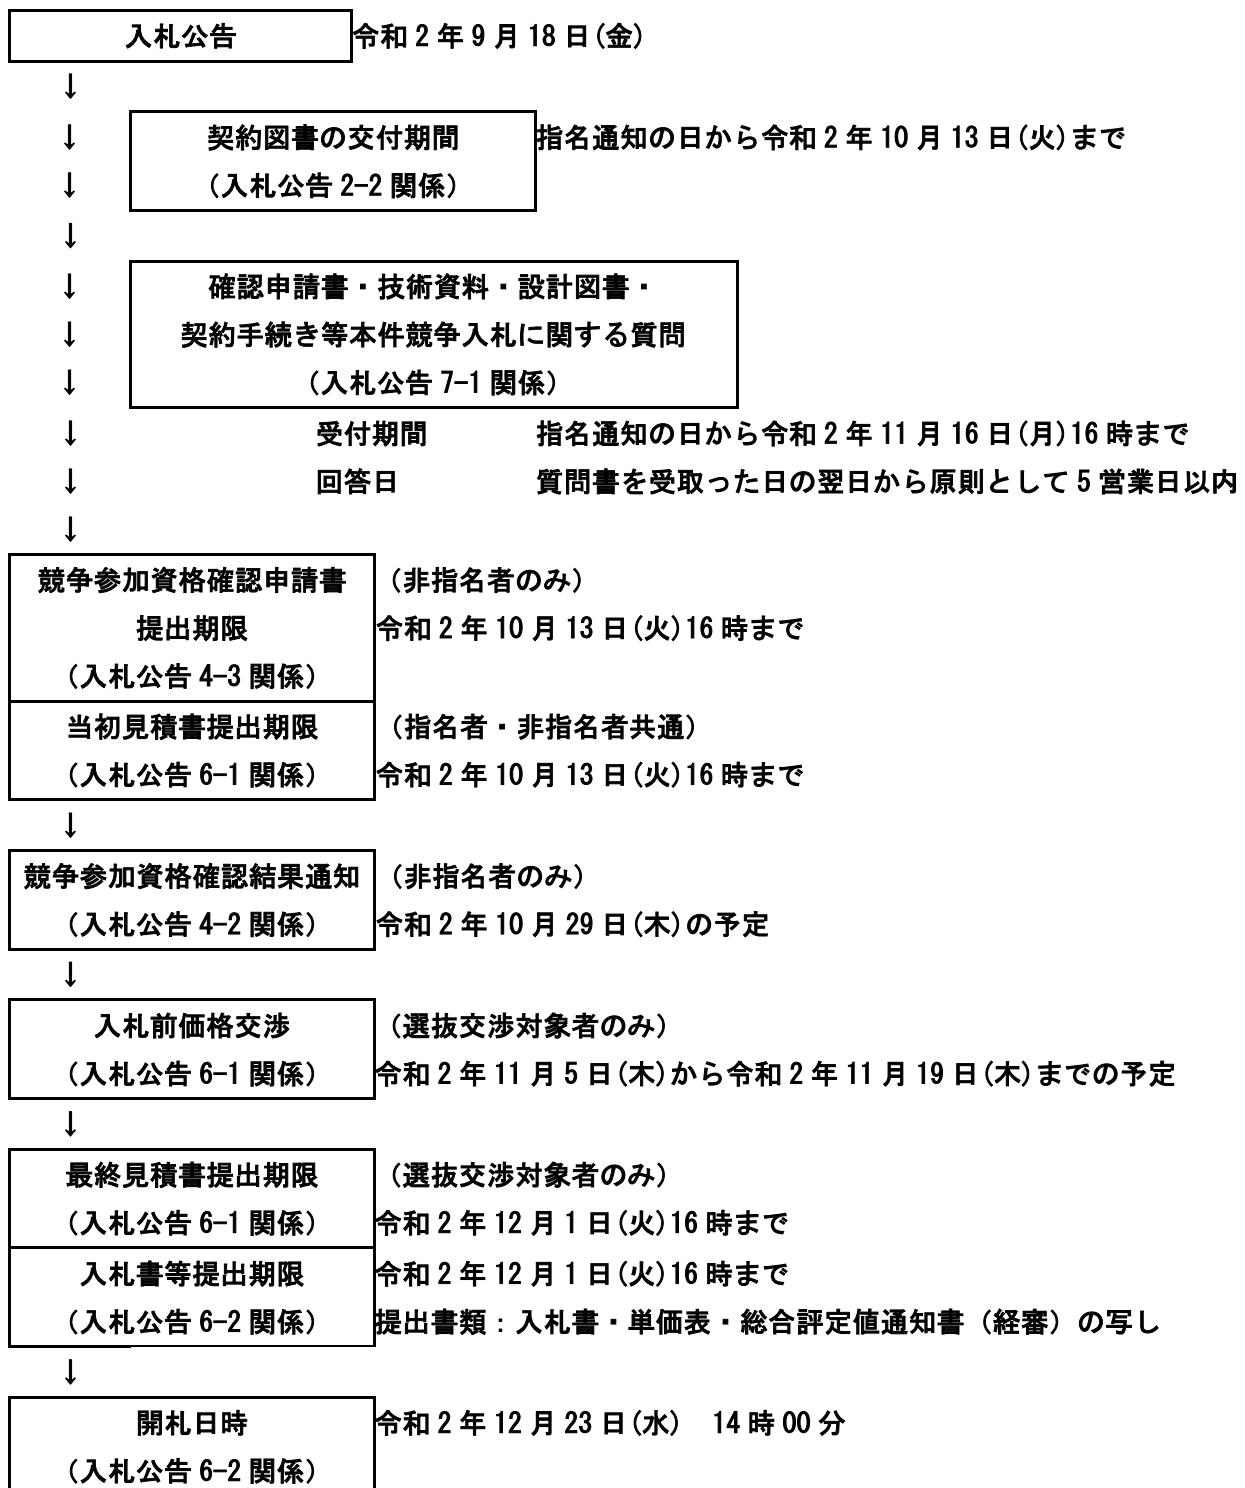 入札公告 令和2年9月18日(金)
↓
↓ 契約図書の交付期間 指名通知の日から令和2年10月13日(火)まで
↓ (入札公告2-2関係)
↓
↓ 確認申請書・技術資料・設計図書・
↓ 契約手続き等本件競争入札に関する質問
↓ (入札公告7-1関係)
↓ 受付期間 指名通知の日から令和2年11月16日(月)16時まで
↓ 回答日 質問書を受取った日の翌日から原則として5営業日以内
↓
競争参加資格確認申請書 (非指名者のみ)
提出期限 令和2年10月13日(火)16時まで
(入札公告4-3関係)
当初見積書提出期限 (指名者・非指名者共通)
(入札公告6-1関係) 令和2年10月13日(火)16時まで
↓
競争参加資格確認結果通知 (非指名者のみ)
(入札公告4-2関係) 令和2年10月29日(木)の予定
↓
入札前価格交渉 (選抜交渉対象者のみ)
(入札公告6-1関係) 令和2年11月5日(木)から令和2年11月19日(木)までの予定
↓
最終見積書提出期限 (選抜交渉対象者のみ)
(入札公告6-1関係) 令和2年12月1日(火)16時まで
入札書等提出期限 令和2年12月1日(火)16時まで
(入札公告6-2関係) 提出書類：入札書・単価表・総合評定値通知書（経審）の写し
↓
開札日時 令和2年12月23日(水) 14時00分
(入札公告6-2関係)